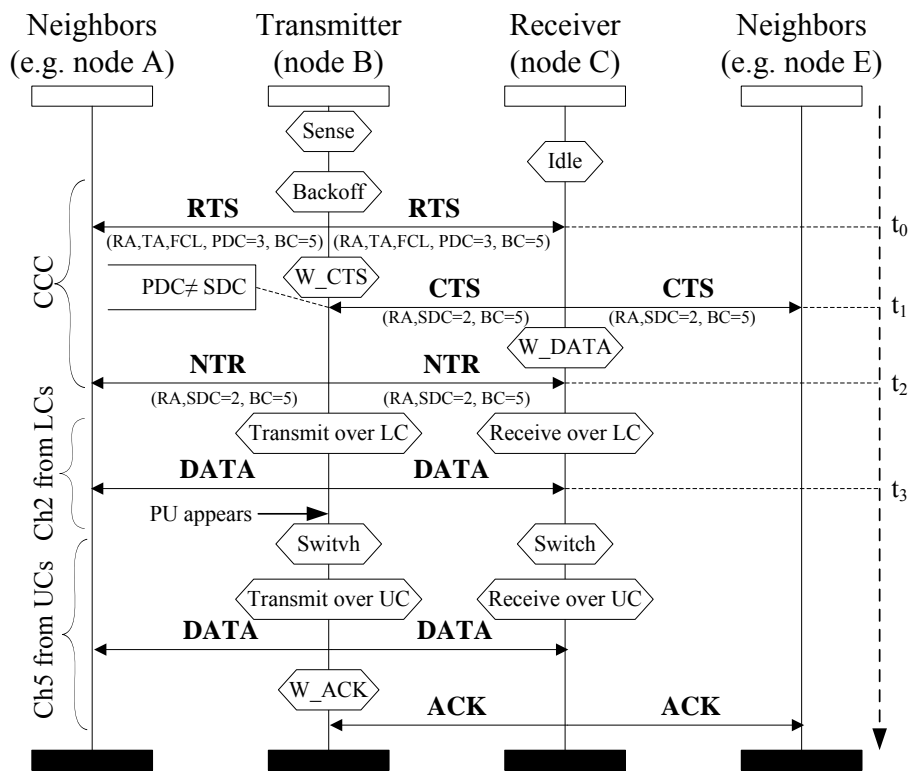 Neighbors
(e.g. node A)
Transmitter
(node B)
Receiver
(node C)
Neighbors
(e.g. node E)
Sense
Idle
Backoff
RTS
RTS
(RA,TA,FCL, PDC=3, BC=5)
(RA,TA,FCL, PDC=3, BC=5)
t0
W_CTS
PDC≠ SDC
CTS
CTS
(RA,SDC=2, BC=5)
(RA,SDC=2, BC=5)
t1
CCC
W_DATA
NTR
NTR
(RA,SDC=2, BC=5)
(RA,SDC=2, BC=5)
t2
Transmit over LC
Receive over LC
Ch2 from LCs
DATA
DATA
t3
PU appears
Switvh
Switch
Transmit over UC
Receive over UC
Ch5 from UCs
DATA
DATA
W_ACK
ACK
ACK